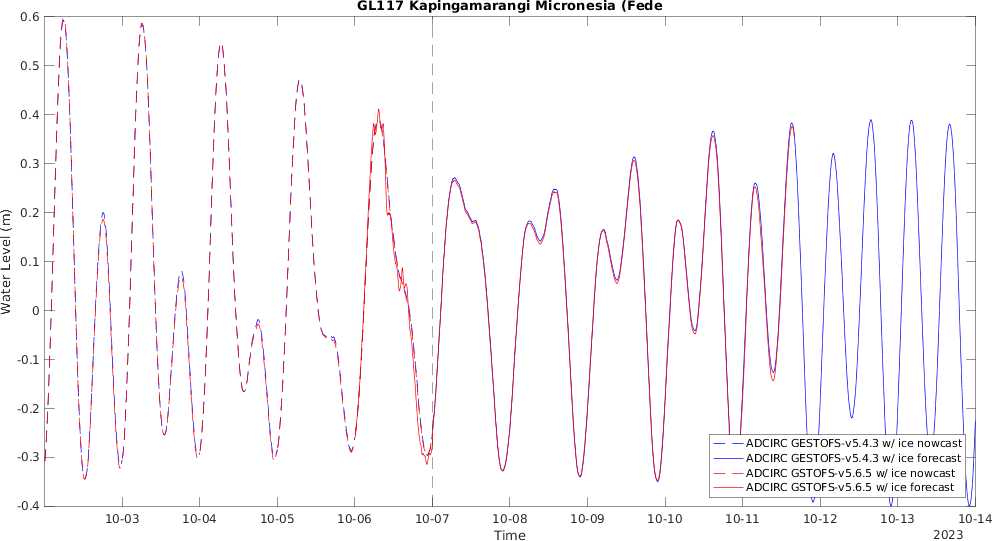 GL117 Kapingamarangi Micronesia (Fede
Water Level (m)
0.6
0.5
0.4
0.3
0.2
0.1
0
-0.1
-0.2
-0.3
-0.4
ADCIRC GESTOFS-v5.4.3 w/ ice nowcast
ADCIRC GESTOFS-v5.4.3 w/ ice forecast
ADCIRC GSTOFS-v5.6.5 w/ ice nowcast
ADCIRC GSTOFS-v5.6.5 w/ ice forecast
10-03 10-04 10-05 10-06 10-07 10-08 10-09 10-10 10-11 10-12 10-13 10-14
Time
2023